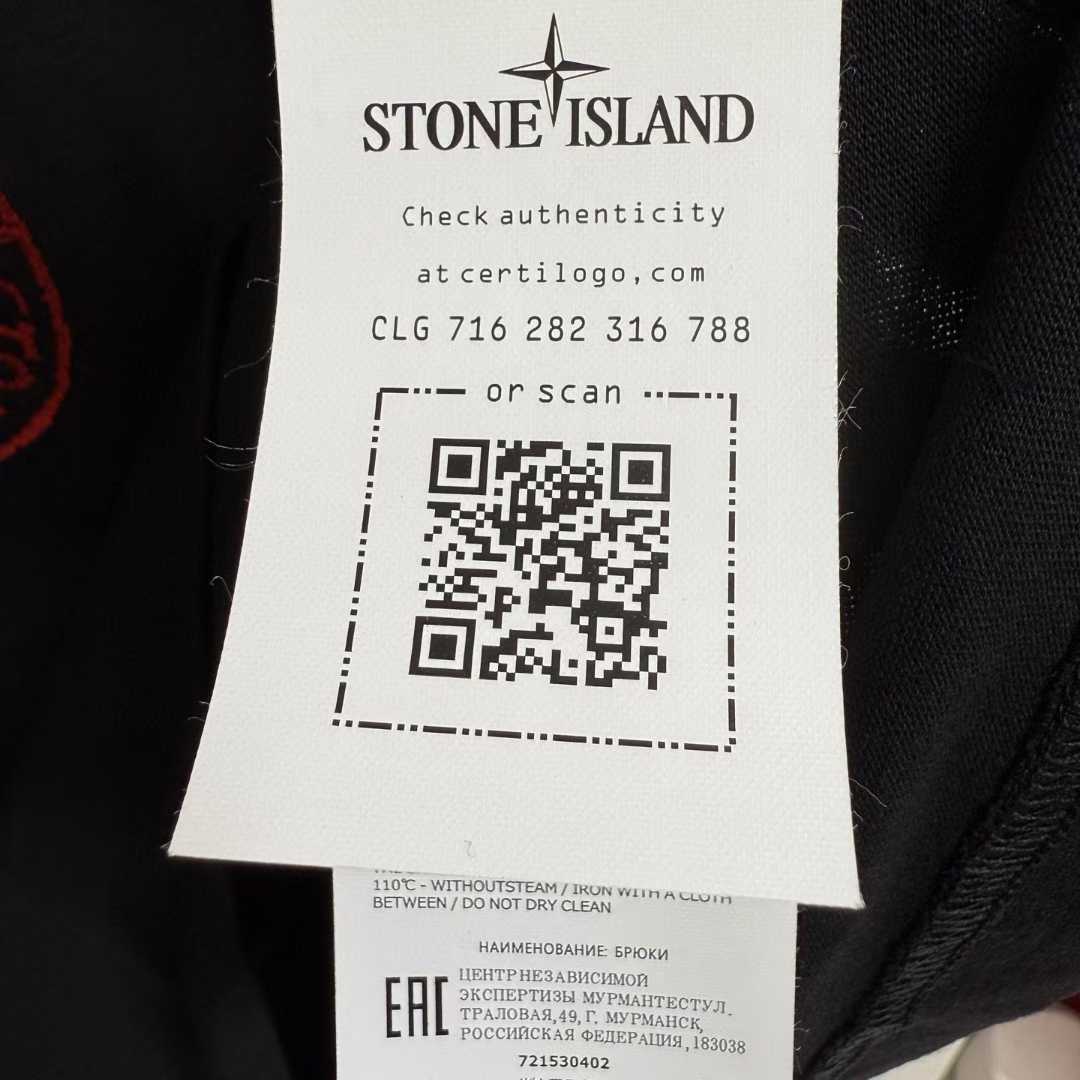 STONE ISLAND
Check authenticity
at certilogo,com
CLG 716 282 316 788
or scan
110℃ - WITHOUTSTEAM / IRON WITH A CLOTH
BETWEEN / DO NOT DRY CLEAN
НАИМЕНОВАНИЕ: БРЮКИ
EAC
ЦЕНТР НЕЗАВИСИМОЙ
ЭКСПЕРТИЗЫ МУРМАНТЕСТУЛ.
ТРАЛОВАЯ,49, Г. МУРМАНСК,
РОССИЙСКАЯ ФЕДЕРАЦИЯ,183038
721530402